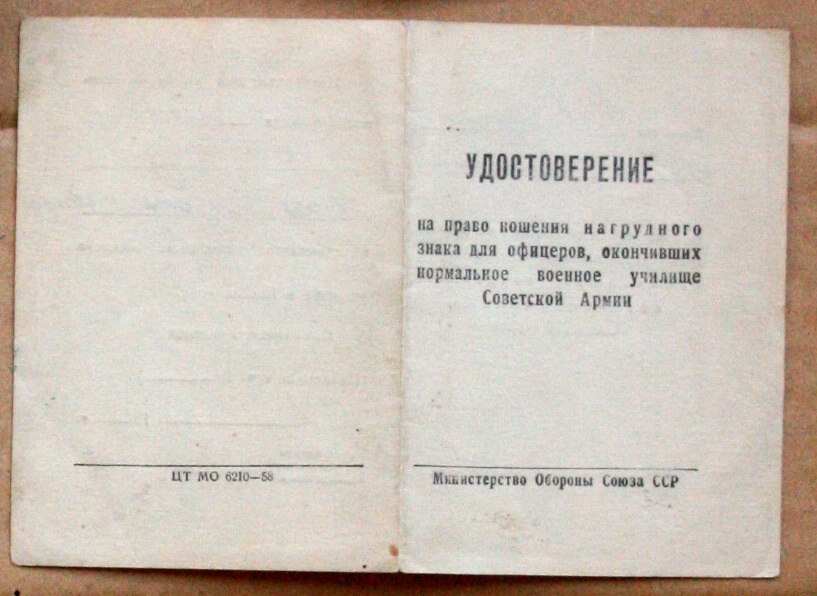 УДОСТОВЕРЕНИЕ
на право ношения нагрудного
знака для офицеров, окончивших
нормальное военное училище
Советской Армии
ЦТ МО 6210—58
Министерство Обороны Союза ССР